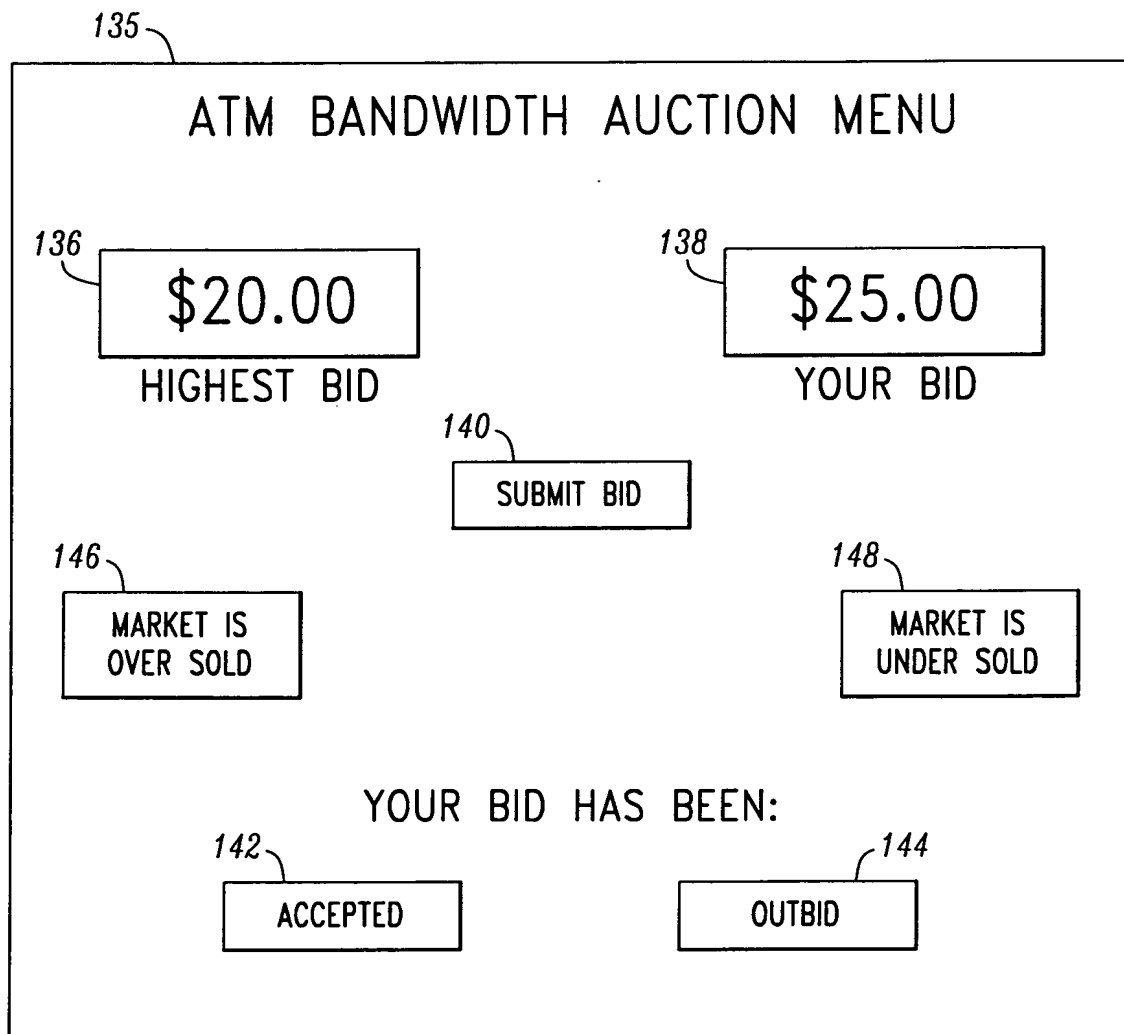 135
ATM BANDWIDTH AUCTION MENU
136
138
$20.00
$25.00
HIGHEST BID
YOUR BID
140
SUBMIT BID
146
148
MARKET IS
OVER SOLD
MARKET IS
UNDER SOLD
YOUR BID HAS BEEN:
142
144
ACCEPTED
OUTBID